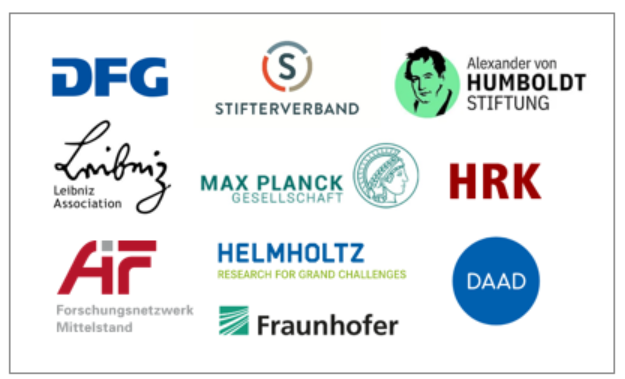 DFG
S
STIFTERVERBAND
Alexander von
HUMBOLDT
STIFTUNG
Leibniz
Leibniz
Association
MAX PLANCK
GESELLSCHAFT
HRK
AiF
Forschungsnetzwerk
Mittelstand
HELMHOLTZ
RESEARCH FOR GRAND CHALLENGES
Fraunhofer
DAAD